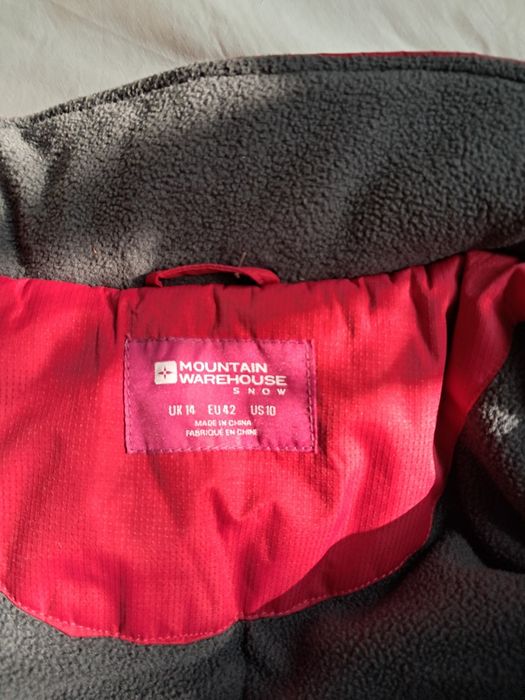 MOUNTAIN
WAREHOUSE
SNOW
UK 14 EU 42 US 10
MADE IN CHINA
FABRIQUÉ EN CHINE